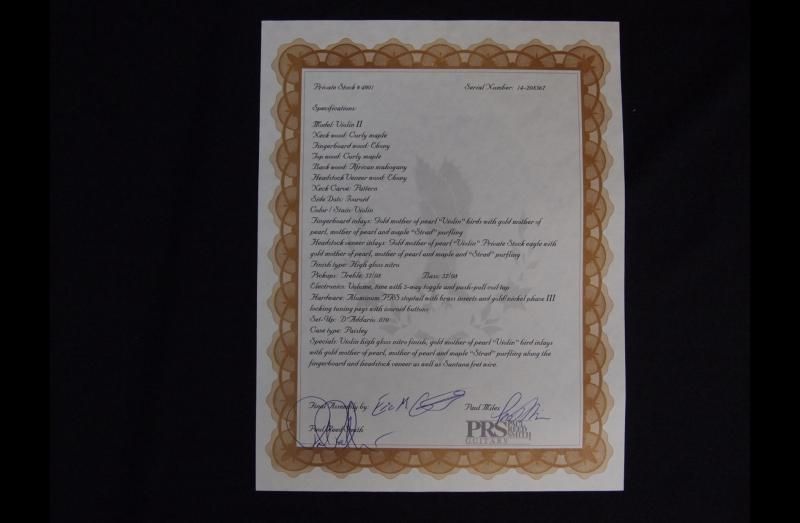 Private Stock # 4901 Serial Number: 14-208367
Specifications:
Model: Violin II
Neck wood: Curly maple
Fingerboard wood: Ebony
Top wood: Curly maple
Back wood: African mahogany
Headstock Veneer wood: Ebony
Neck Carve: Pattern
Side Dots: Ivoroid
Color / Stain: Violin
Fingerboard inlays: Gold mother of pearl "Violin" birds with gold mother of
pearl, mother of pearl and maple "Strad" purfling
Headstock veneer inlays: Gold mother of pearl "Violin" Private Stock eagle with
gold mother of pearl, mother of pearl and maple and "Strad" purfling
Finish type: High gloss nitro
Pickups: Treble: 57/08 Bass: 57/08
Electronics: Volume, tone with 3-way toggle and push-pull coil tap
Hardware: Aluminum PRS stoptail with brass inserts and gold/nickel phase III
locking tuning pegs with ivoroid buttons
Set-Up: D'Addario .010
Case type: Paisley
Specials: Violin high gloss nitro finish, gold mother of pearl "Violin" bird inlays
with gold mother of pearl, mother of pearl and maple "Strad" purfling along the
fingerboard and headstock veneer as well as Santana fret wire.
Final Assembly by: Paul Miles
Paul Reed Smith
PRS PAUL REED SMITH
GUITARS